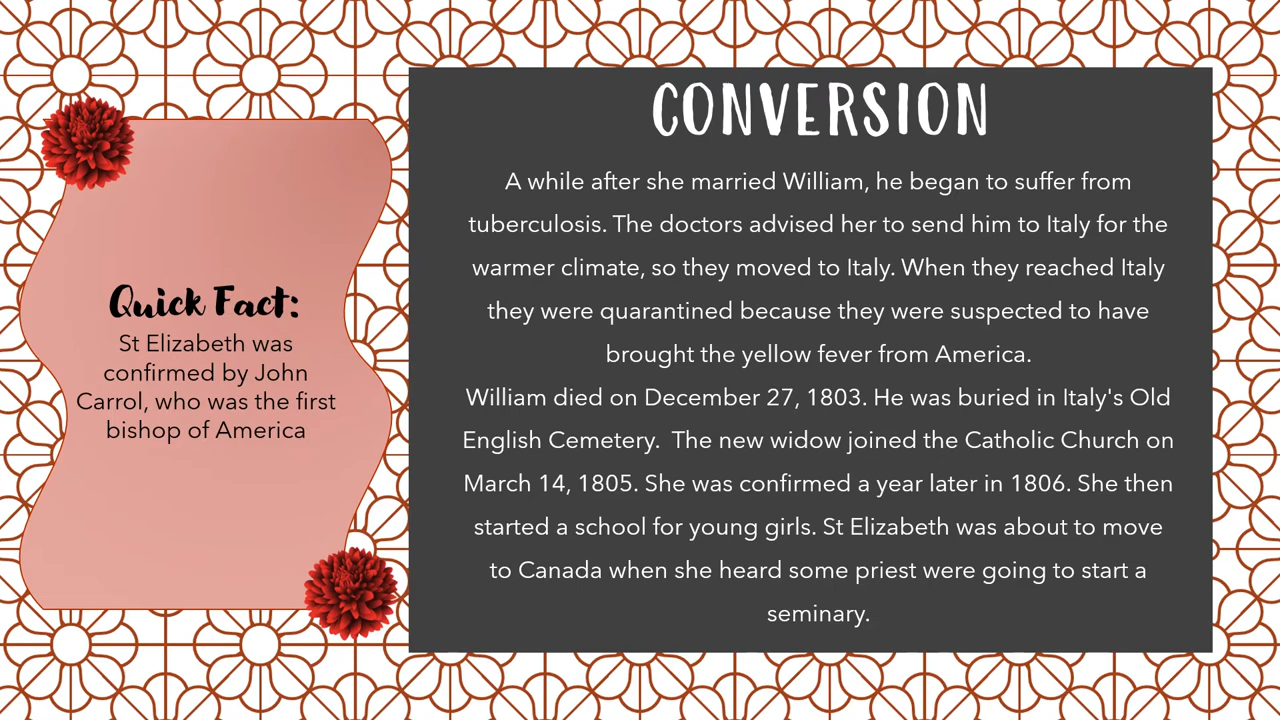 CONVERSION
A while after she married William, he began to suffer from
tuberculosis. The doctors advised her to send him to Italy for the
warmer climate, so they moved to Italy. When they reached Italy
they were quarantined because they were suspected to have
brought the yellow fever from America.
William died on December 27, 1803. He was buried in Italy's Old
English Cemetery.  The new widow joined the Catholic Church on
March 14, 1805. She was confirmed a year later in 1806. She then
started a school for young girls. St Elizabeth was about to move
to Canada when she heard some priest were going to start a
seminary.
Quick Fact:
St Elizabeth was
confirmed by John
Carrol, who was the first
bishop of America